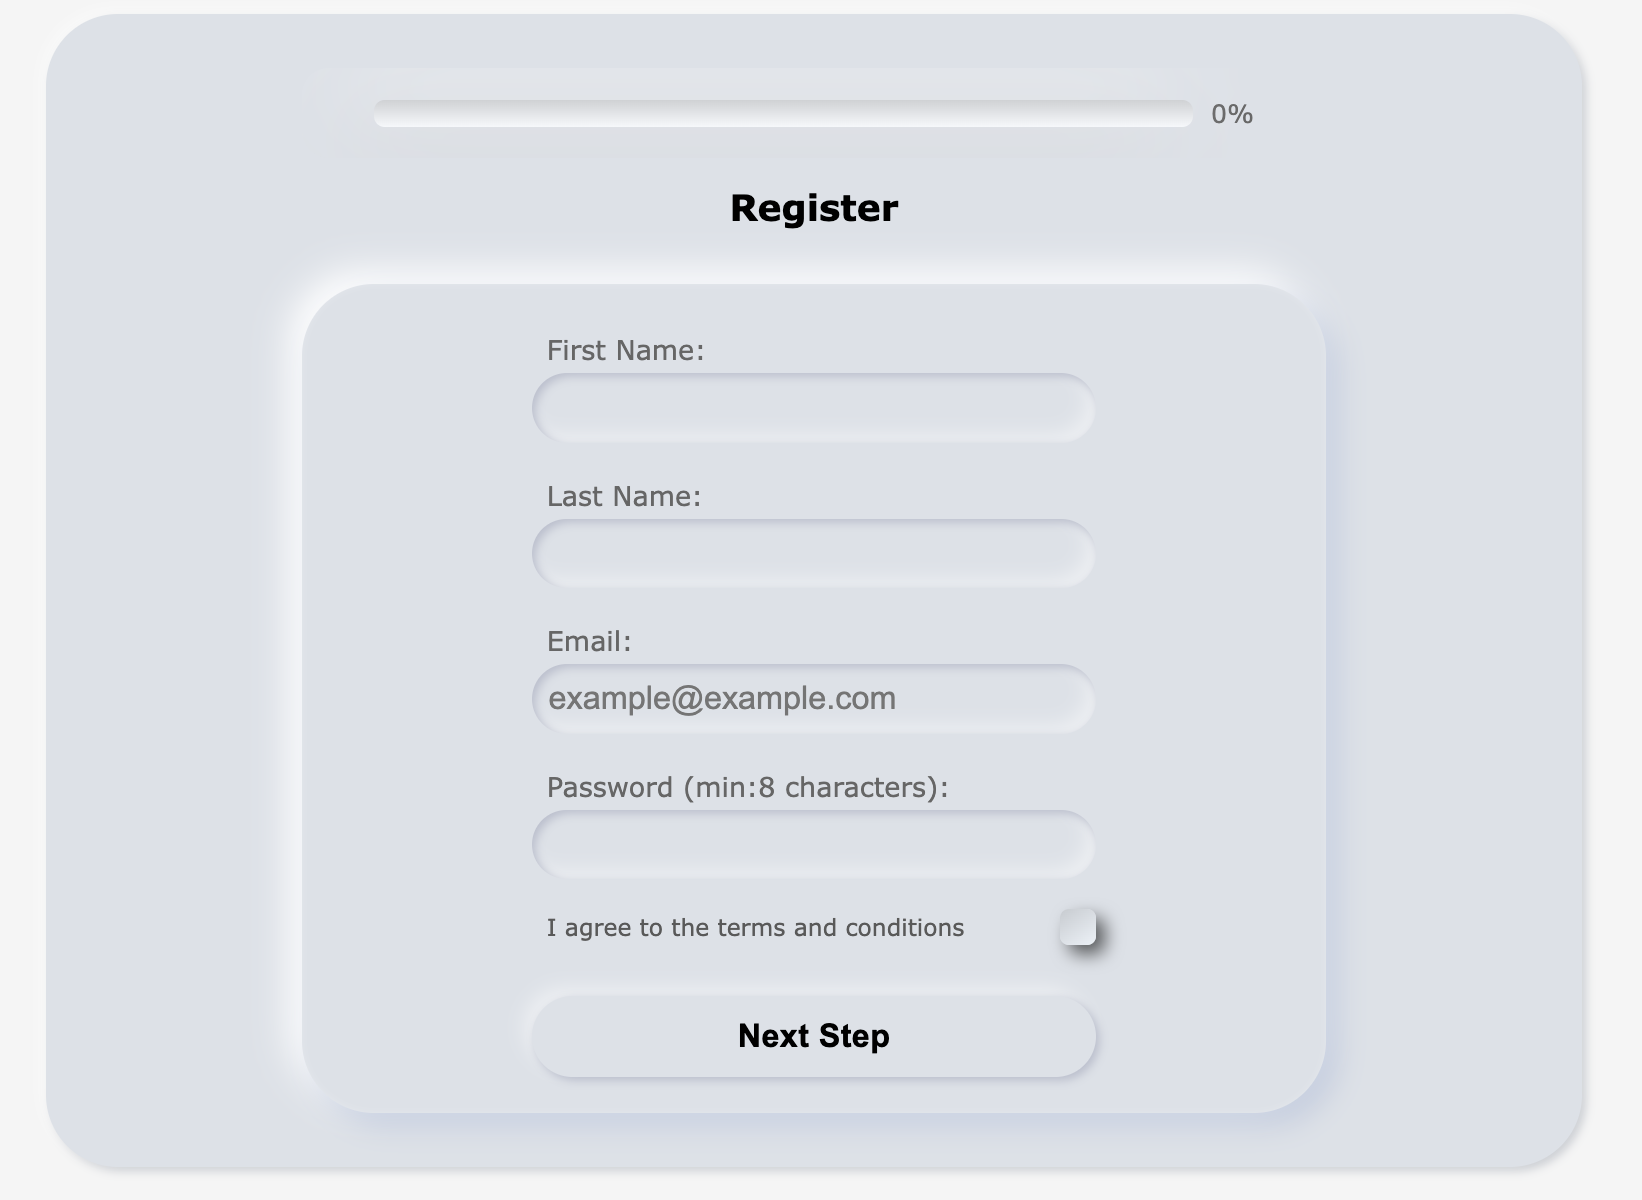 0%
Register
First Name:
Last Name:
Email:
example@example.com
Password (min:8 characters):
I agree to the terms and conditions
Next Step